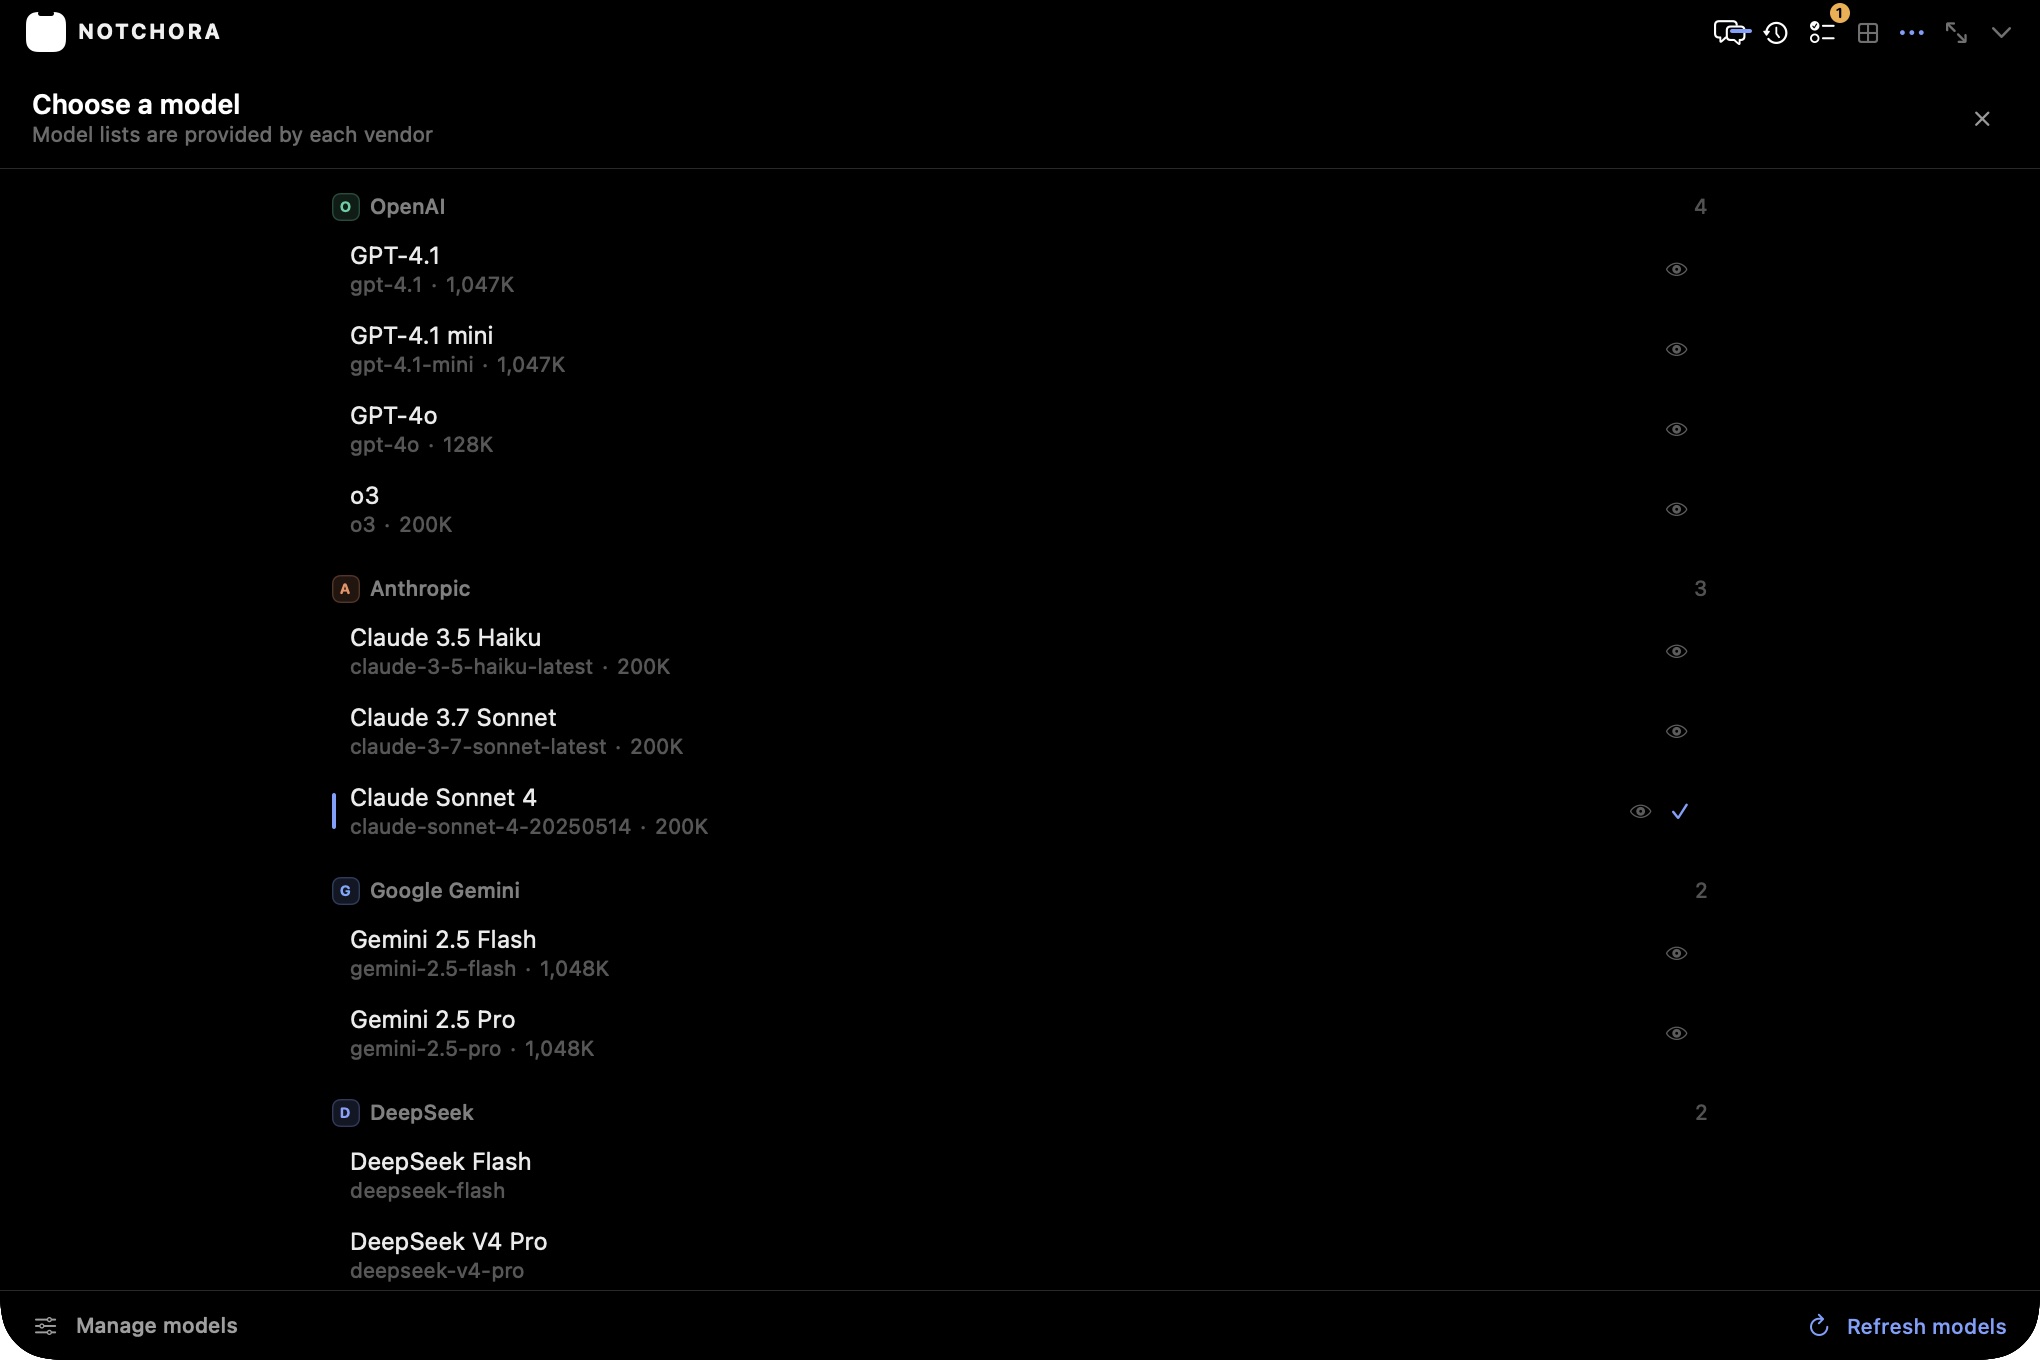 NOTCHORA
1
Choose a model
Model lists are provided by each vendor
O OpenAI 4
GPT-4.1
gpt-4.1 · 1,047K
GPT-4.1 mini
gpt-4.1-mini · 1,047K
GPT-4o
gpt-4o · 128K
o3
o3 · 200K
A Anthropic 3
Claude 3.5 Haiku
claude-3-5-haiku-latest · 200K
Claude 3.7 Sonnet
claude-3-7-sonnet-latest · 200K
Claude Sonnet 4
claude-sonnet-4-20250514 · 200K
G Google Gemini 2
Gemini 2.5 Flash
gemini-2.5-flash · 1,048K
Gemini 2.5 Pro
gemini-2.5-pro · 1,048K
D DeepSeek 2
DeepSeek Flash
deepseek-flash
DeepSeek V4 Pro
deepseek-v4-pro
Manage models
Refresh models